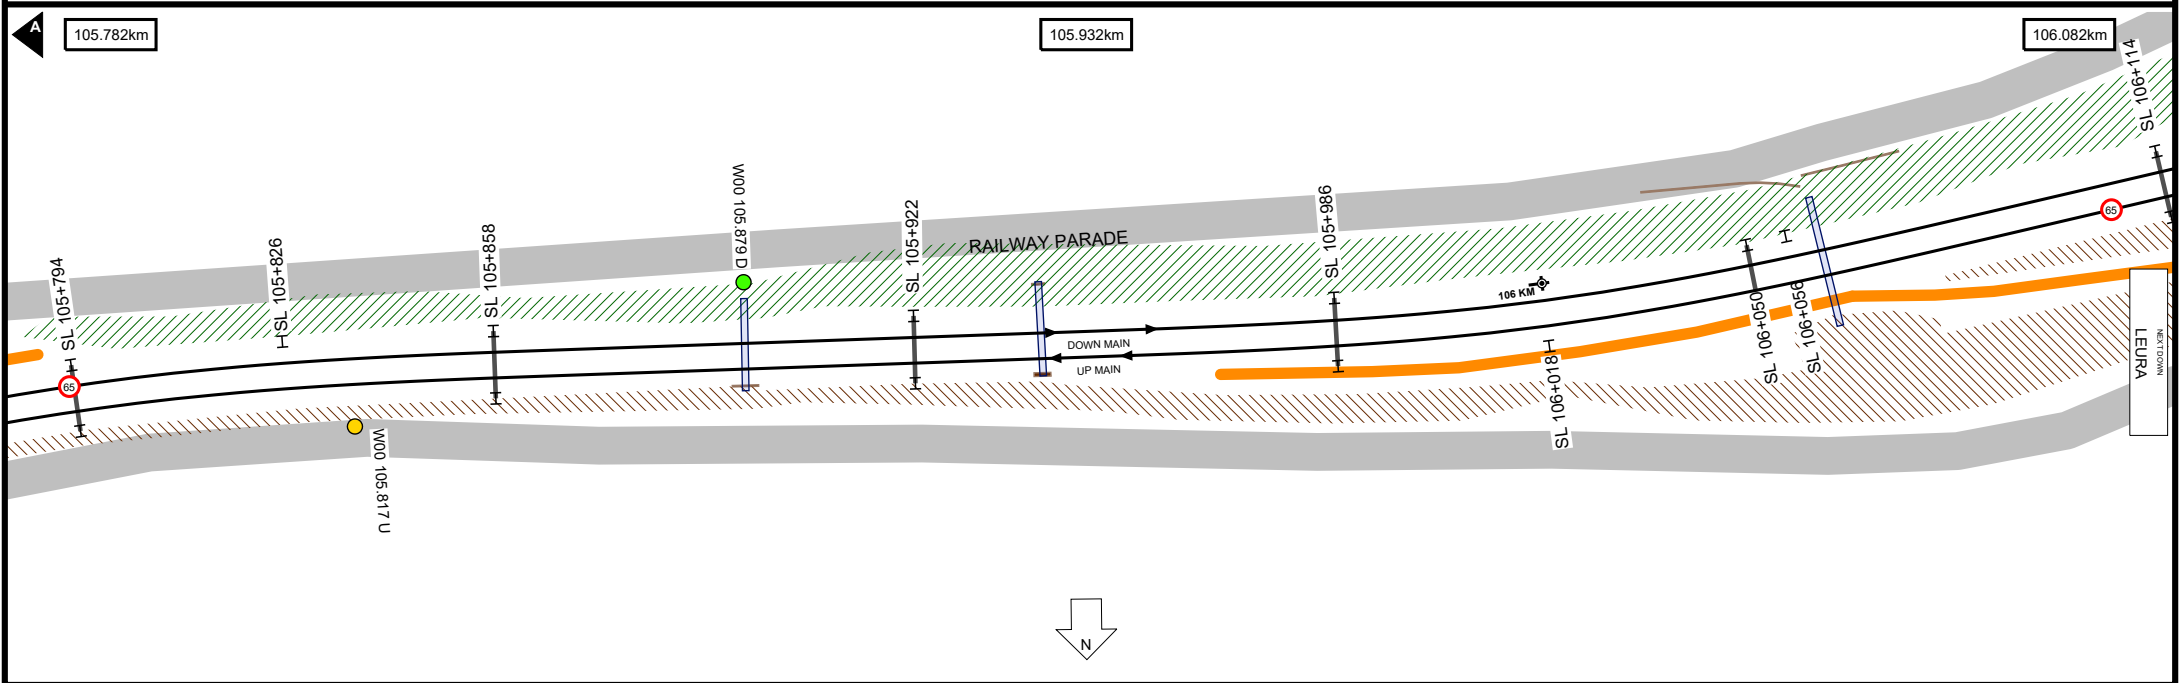 A
105.782km
105.932km
106.082km
SL 105+794
SL 105+826
SL 105+858
W00 105.879 D
SL 105+922
RAILWAY PARADE
SL 105+986
SL 106+114
65
106 KM
65
DOWN MAIN
UP MAIN
SL 106+018
SL 106+050
SL 106+056
NEXT DOWN
LEURA
W00 105.817 U
N